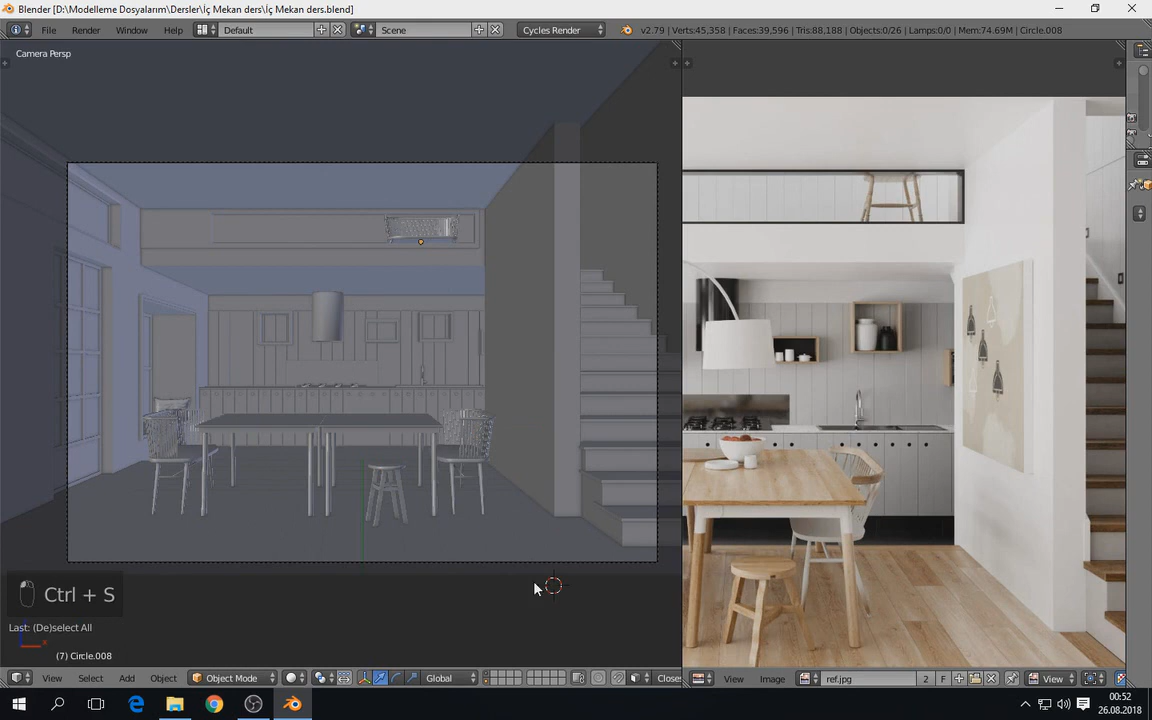 Blender [D:\Modelleme Dosyalarım\Dersler\İç Mekan ders\İç Mekan ders.blend]
File Render Window Help Default Scene Cycles Render v2.79 | Verts:45,358 | Faces:39,596 | Tris:88,188 | Objects:0/26 | Lamps:0/0 | Mem:74.69M | Circle.008
Camera Persp
Ctrl + S
Last: (De)select All
(7) Circle.008
View Select Add Object Object Mode Global Closes
View Image ref.jpg 2 F View
00:52
26.08.2018